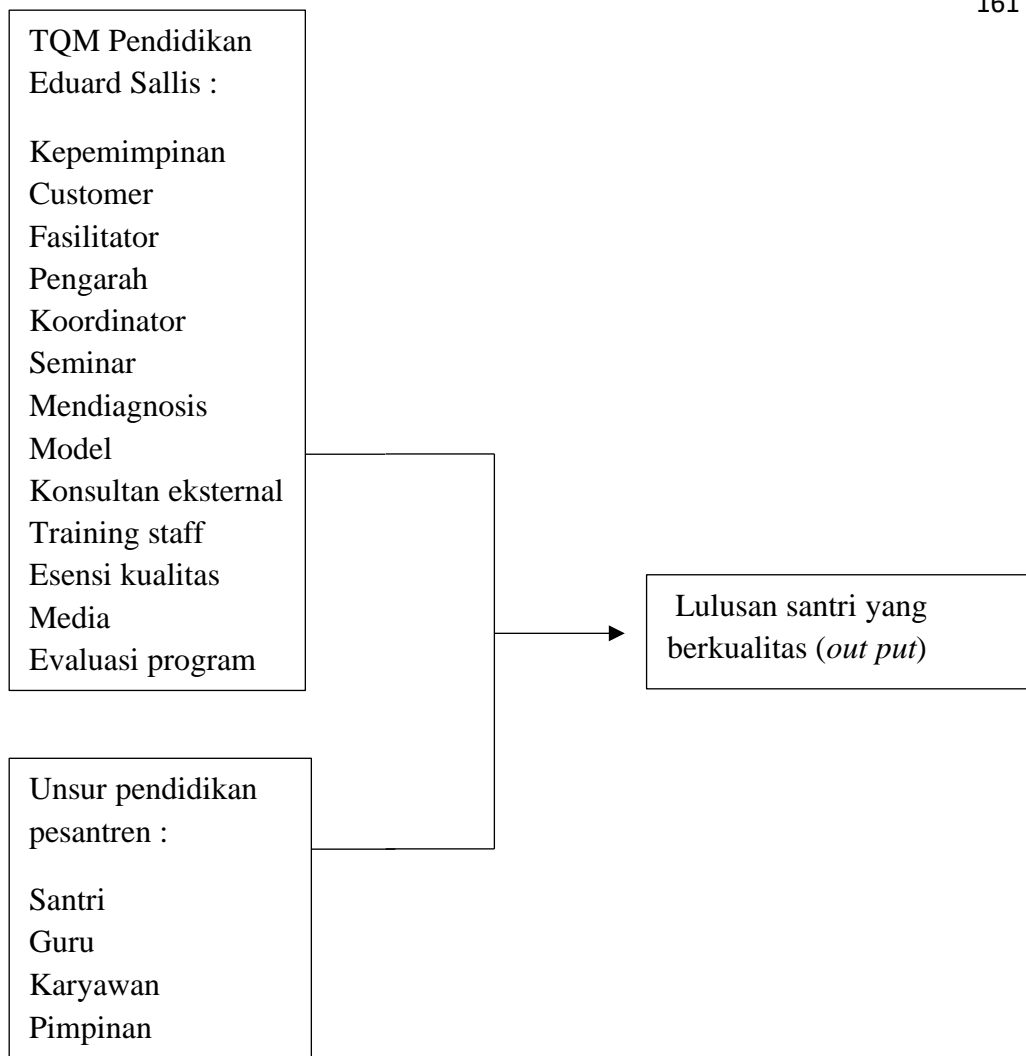 161
TQM Pendidikan
Eduard Sallis :
Kepemimpinan
Customer
Fasilitator
Pengarah
Koordinator
Seminar
Mendiagnosis
Model
Konsultan eksternal
Training staff
Esensi kualitas
Media
Evaluasi program
Lulusan santri yang
berkualitas (out put)
Unsur pendidikan
pesantren :
Santri
Guru
Karyawan
Pimpinan